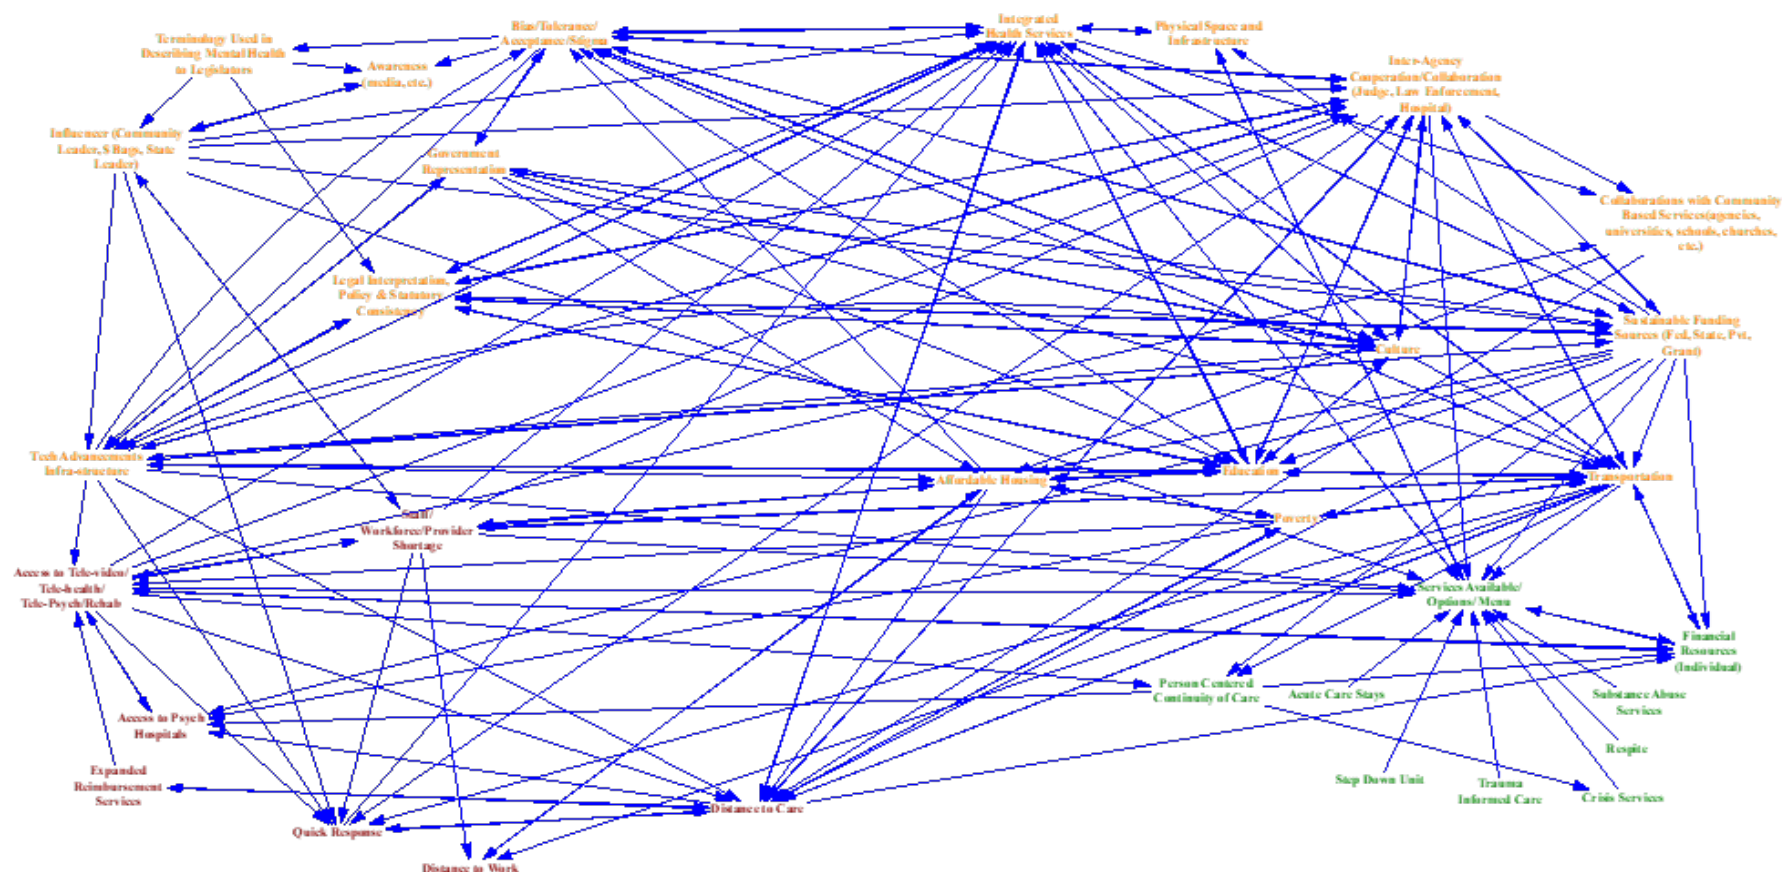 Terminology Used in
Describing Mental Health
to Legislators
Bias/Tolerance/
Acceptance/Stigma
Awareness
(media, etc.)
Integrated
Health Services
Physical Space and
Infrastructure
Inter-Agency
Cooperation/Collaboration
(Judge, Law Enforcement,
Hospital)
Influencer (Community
Leader, $ Bags, State
Leader)
Government
Representation
Collaborations with Community
Based Services(agencies,
universities, schools, churches,
etc.)
Legal Interpretation,
Policy & Statutory
Consistency
Sustainable Funding
Sources (Fed, State, Pvt,
Grant)
Culture
Tech Advancements
Infra-structure
Affordable Housing
Education
Transportation
Staff/
Workforce/Provider
Shortage
Poverty
Access to Tele-video/
Tele-health/
Tele-Psych/Rehab
Services Available/
Options/Menu
Financial
Resources
(Individual)
Person Centered
Continuity of Care
Acute Care Stays
Substance Abuse
Services
Access to Psych
Hospitals
Respite
Expanded
Reimbursement
Services
Step Down Unit
Trauma
Informed Care
Crisis Services
Distance to Care
Quick Response
Distance to Work